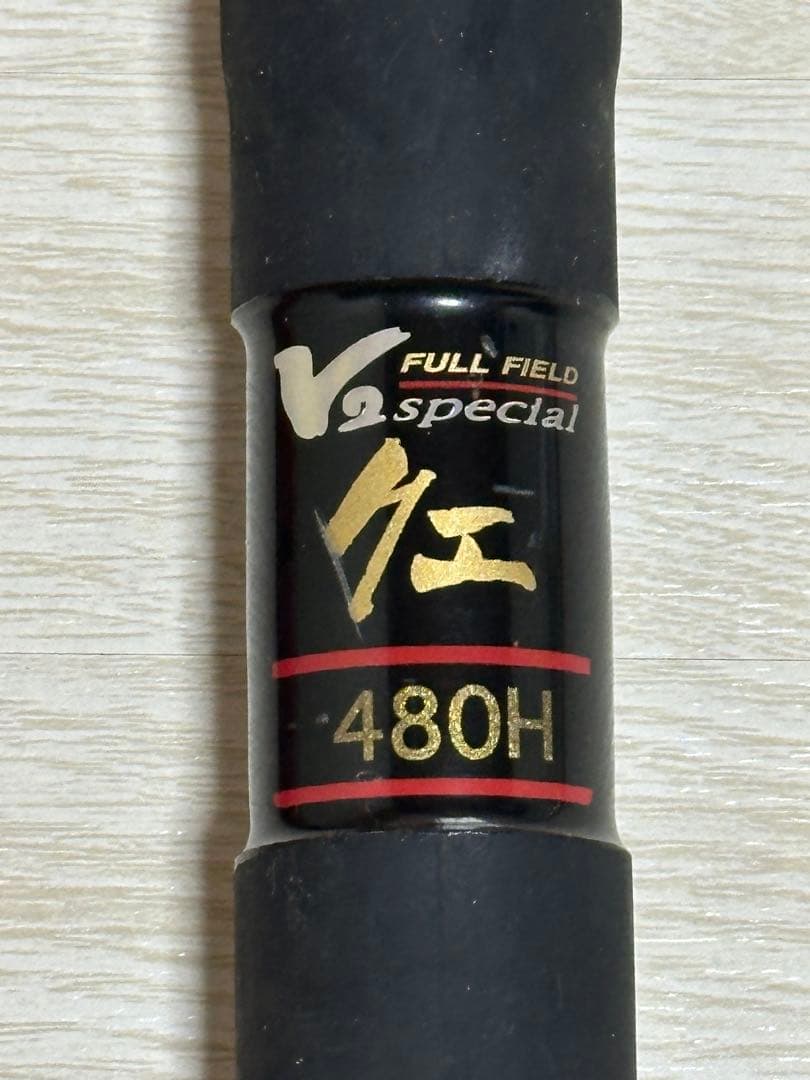 V2 FULL FIELD
special
クエ
480H